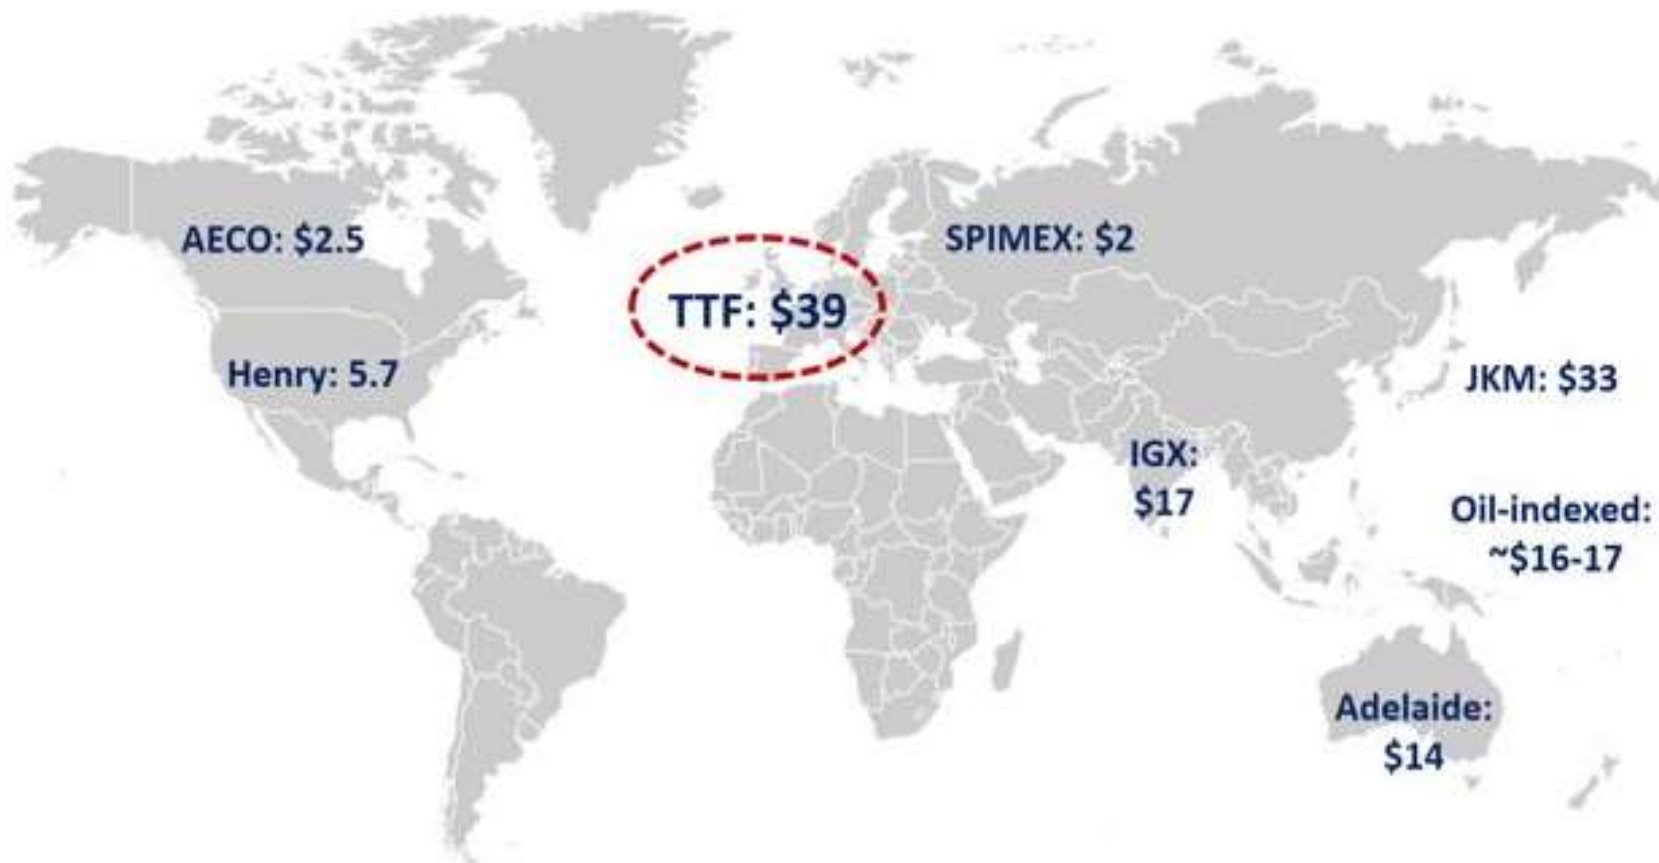 AECO: $2.5
SPIMEX: $2
TTF: $39
Henry: 5.7
JKM: $33
IGX:
$17
Oil-indexed:
~$16-17
Adelaide:
$14